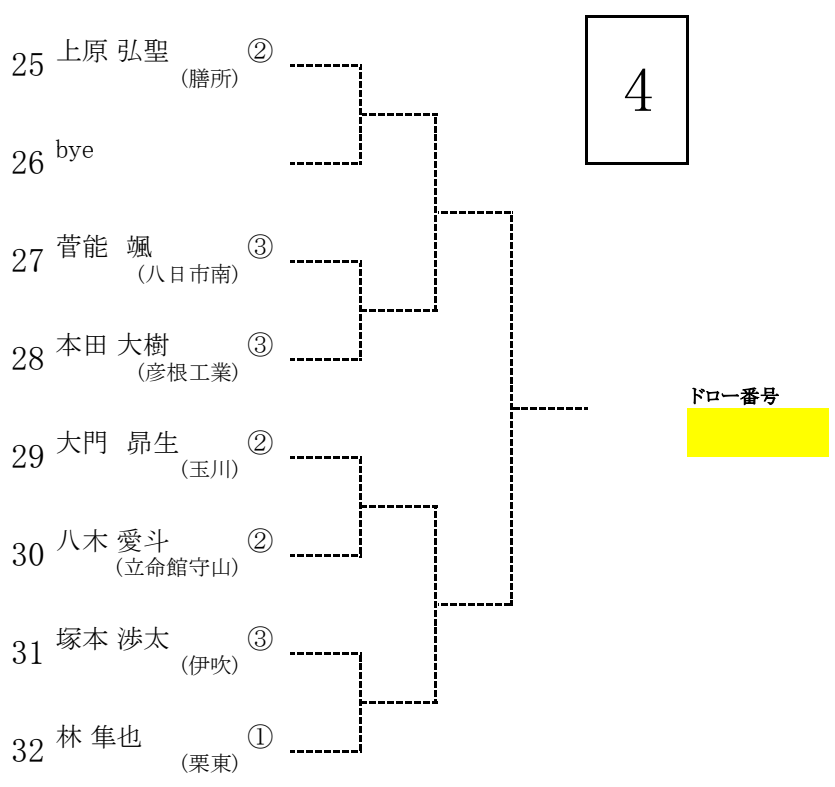 4
25 上原 弘聖 ②
(膳所)
26 bye
27 菅能 颯 ③
(八日市南)
28 本田 大樹 ③
(彦根工業)
ドロー番号
29 大門 昴生 ②
(玉川)
30 八木 愛斗 ②
(立命館守山)
31 塚本 渉太 ③
(伊吹)
32 林 隼也 ①
(栗東)